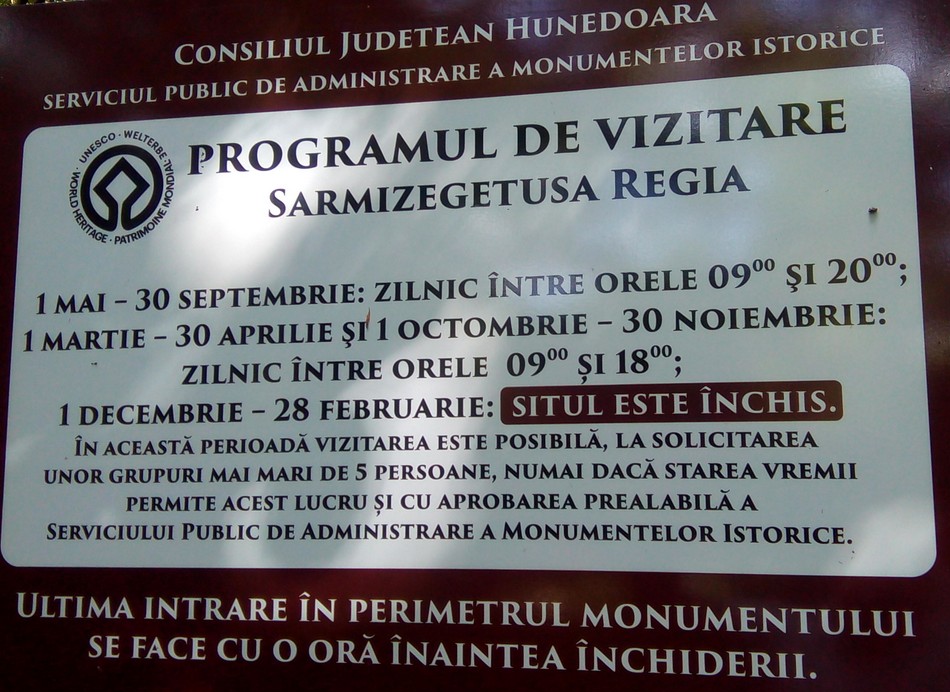 CONSILIUL JUDETEAN HUNEDOARA
SERVICIUL PUBLIC DE ADMINISTRARE A MONUMENTELOR ISTORICE
UNESCO · WELTERBE · WORLD HERITAGE · PATRIMOINE MONDIAL
PROGRAMUL DE VIZITARE
SARMIZEGETUSA REGIA
1 MAI – 30 SEPTEMBRIE: ZILNIC ÎNTRE ORELE 09⁰⁰ ŞI 20⁰⁰;
1 MARTIE – 30 APRILIE ŞI 1 OCTOMBRIE – 30 NOIEMBRIE:
ZILNIC ÎNTRE ORELE 09⁰⁰ ȘI 18⁰⁰;
1 DECEMBRIE – 28 FEBRUARIE: SITUL ESTE ÎNCHIS.
ÎN ACEASTĂ PERIOADĂ VIZITAREA ESTE POSIBILĂ, LA SOLICITAREA
UNOR GRUPURI MAI MARI DE 5 PERSOANE, NUMAI DACĂ STAREA VREMII
PERMITE ACEST LUCRU ȘI CU APROBAREA PREALABILĂ A
SERVICIULUI PUBLIC DE ADMINISTRARE A MONUMENTELOR ISTORICE.
ULTIMA INTRARE ÎN PERIMETRUL MONUMENTULUI
SE FACE CU O ORĂ ÎNAINTEA ÎNCHIDERII.